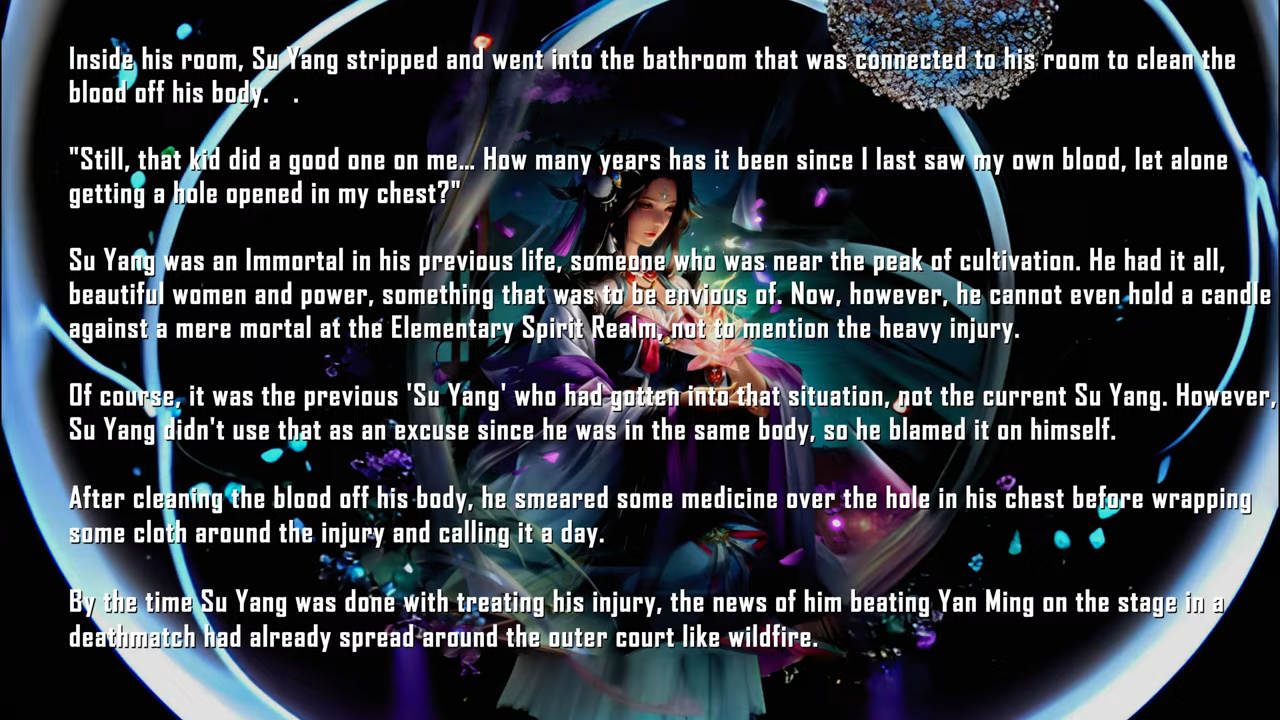 Inside his room, Su Yang stripped and went into the bathroom that was connected to his room to clean the
blood off his body.   .
"Still, that kid did a good one on me... How many years has it been since I last saw my own blood, let alone
getting a hole opened in my chest?"
Su Yang was an Immortal in his previous life, someone who was near the peak of cultivation. He had it all,
beautiful women and power, something that was to be envious of. Now, however, he cannot even hold a candle
against a mere mortal at the Elementary Spirit Realm, not to mention the heavy injury.
Of course, it was the previous 'Su Yang' who had gotten into that situation, not the current Su Yang. However,
Su Yang didn't use that as an excuse since he was in the same body, so he blamed it on himself.
After cleaning the blood off his body, he smeared some medicine over the hole in his chest before wrapping
some cloth around the injury and calling it a day.
By the time Su Yang was done with treating his injury, the news of him beating Yan Ming on the stage in a
deathmatch had already spread around the outer court like wildfire.